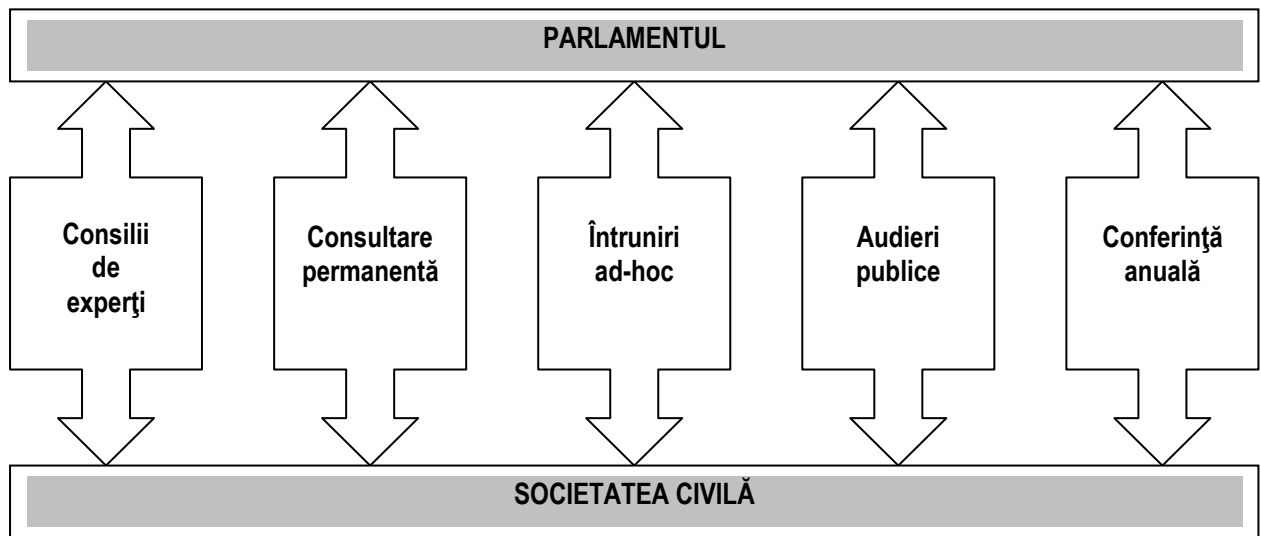 PARLAMENTUL
Consilii
de
experţi
Consultare
permanentă
Întruniri
ad-hoc
Audieri
publice
Conferinţă
anuală
SOCIETATEA CIVILĂ